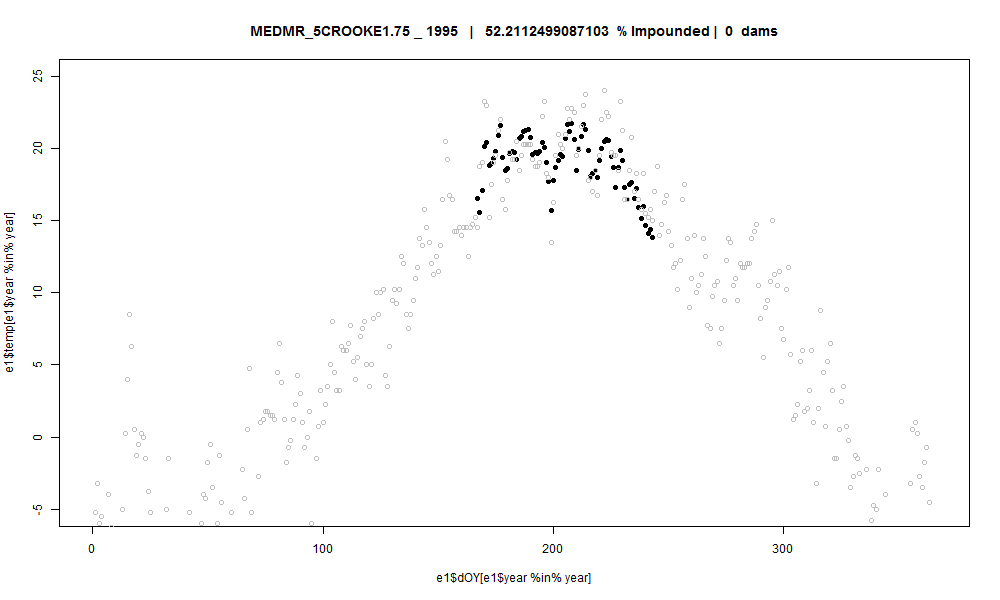 MEDMR_5CROOKE1.75 _ 1995 | 52.2112499087103 % Impounded | 0 dams
e1$temp[e1$year %in% year]
25
20
15
10
5
0
-5
0 100 200 300
e1$dOY[e1$year %in% year]